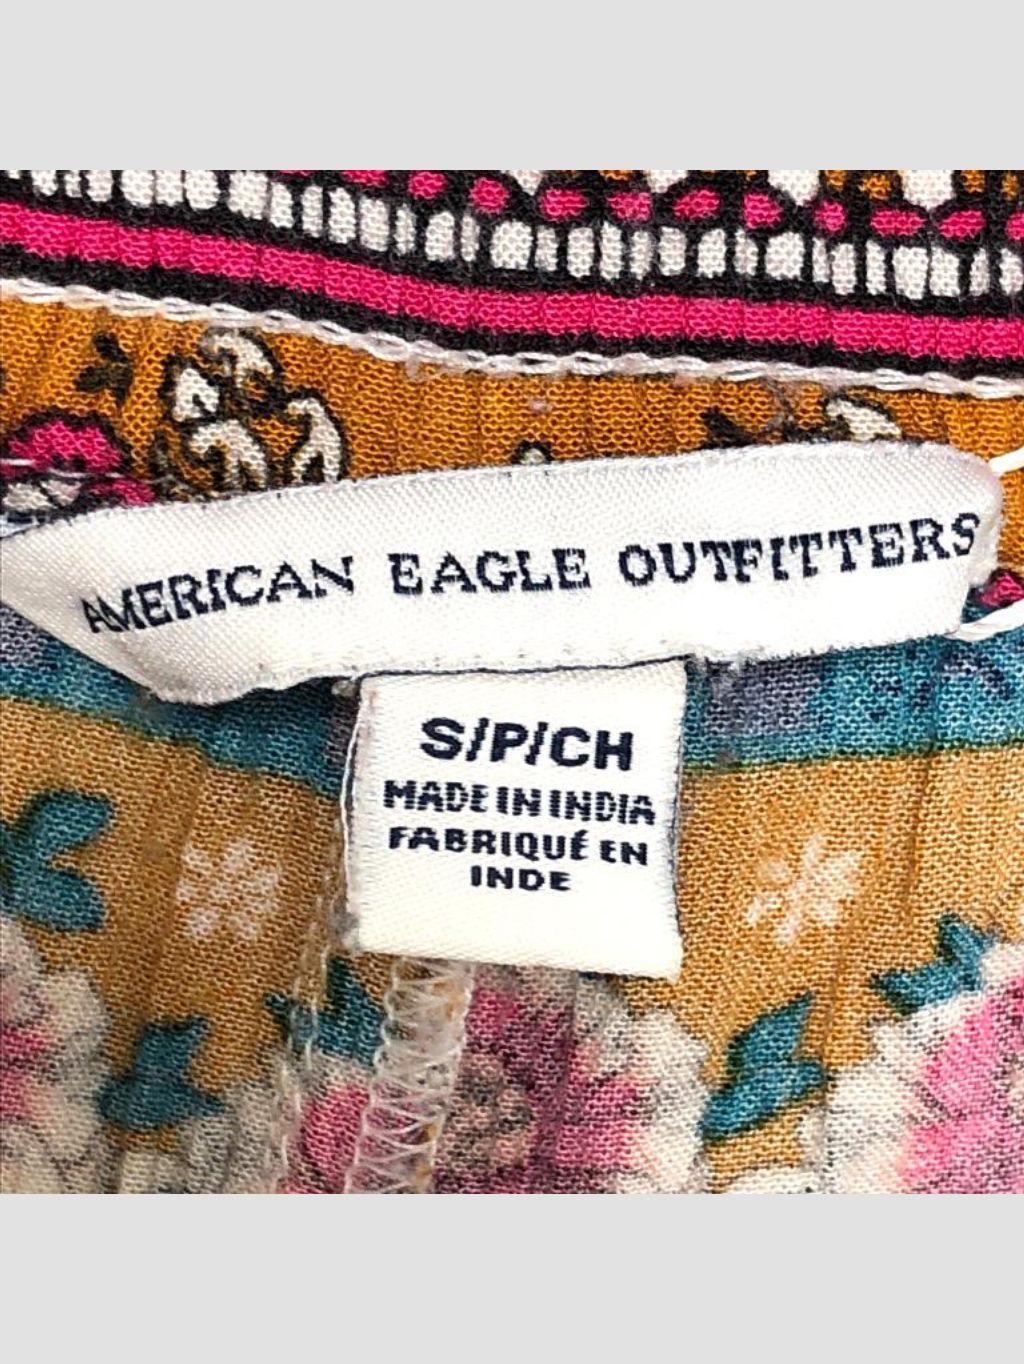 AMERICAN EAGLE OUTFITTERS
S/P/CH
MADE IN INDIA
FABRIQUÉ EN
INDE